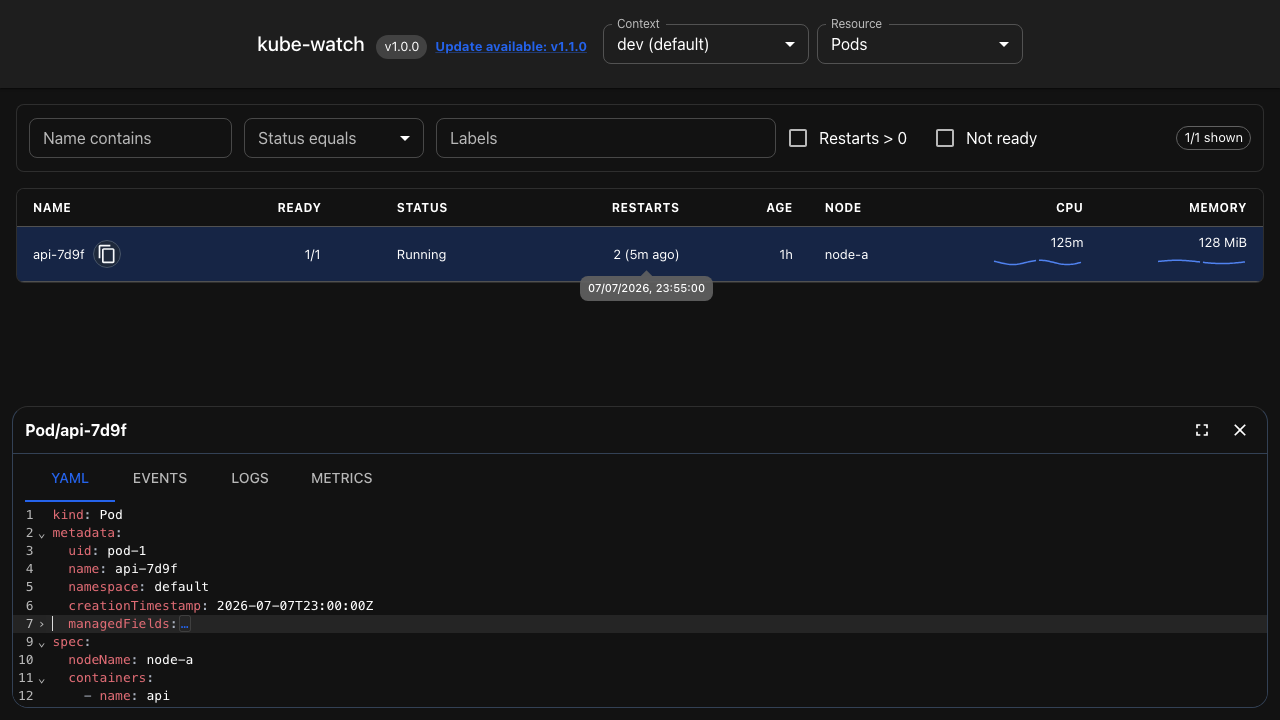 kube-watch v1.0.0 Update available: v1.1.0
Context
dev (default)
Resource
Pods
Name contains
Status equals
Labels
Restarts > 0
Not ready
1/1 shown
NAME READY STATUS RESTARTS AGE NODE CPU MEMORY
api-7d9f 1/1 Running 2 (5m ago) 1h node-a 125m 128 MiB
07/07/2026, 23:55:00
Pod/api-7d9f
YAML EVENTS LOGS METRICS
1 kind: Pod
2 metadata:
3 uid: pod-1
4 name: api-7d9f
5 namespace: default
6 creationTimestamp: 2026-07-07T23:00:00Z
7 managedFields:…
9 spec:
10 nodeName: node-a
11 containers:
12 - name: api